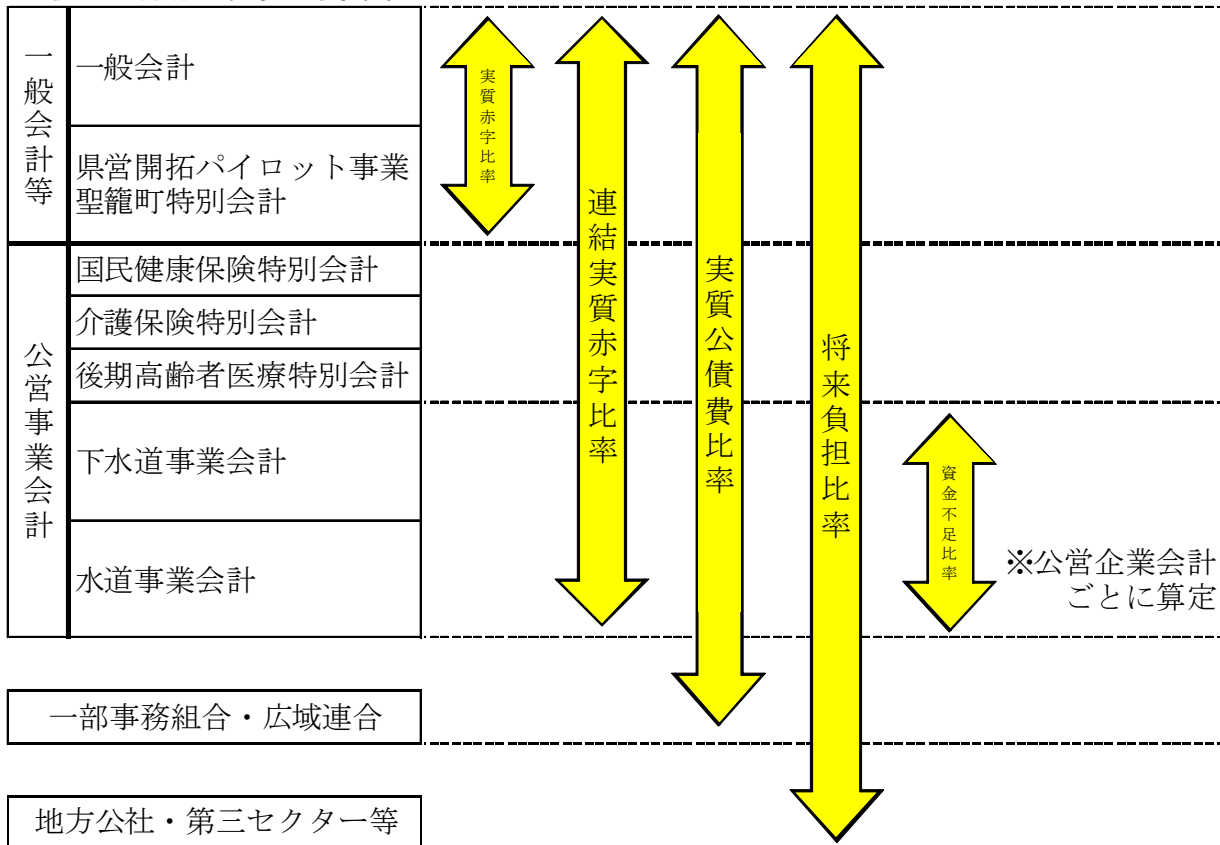 一般会計等
一般会計
県営開拓パイロット事業
聖籠町特別会計
公営事業会計
国民健康保険特別会計
介護保険特別会計
後期高齢者医療特別会計
下水道事業会計
水道事業会計
一部事務組合・広域連合
地方公社・第三セクター等
実質赤字比率
連結実質赤字比率
実質公債費比率
将来負担比率
資金不足比率
※公営企業会計
ごとに算定